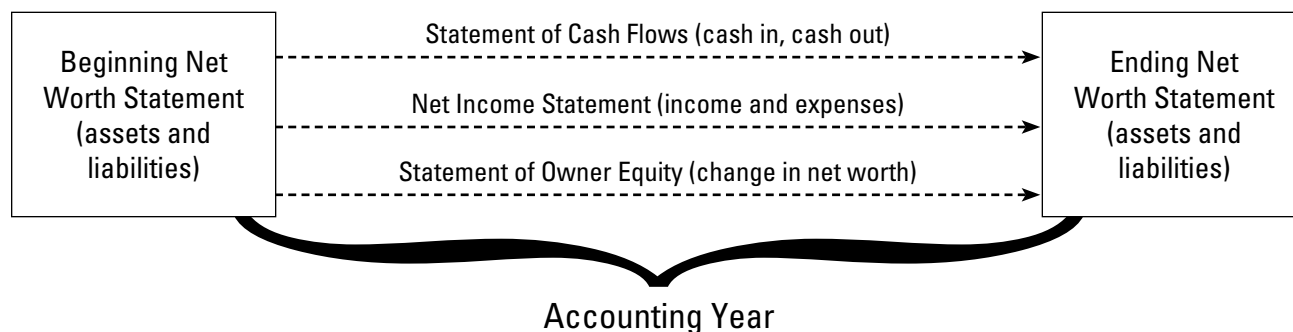 Beginning Net
Worth Statement
(assets and
liabilities)
Statement of Cash Flows (cash in, cash out)
Net Income Statement (income and expenses)
Statement of Owner Equity (change in net worth)
Ending Net
Worth Statement
(assets and
liabilities)
Accounting Year